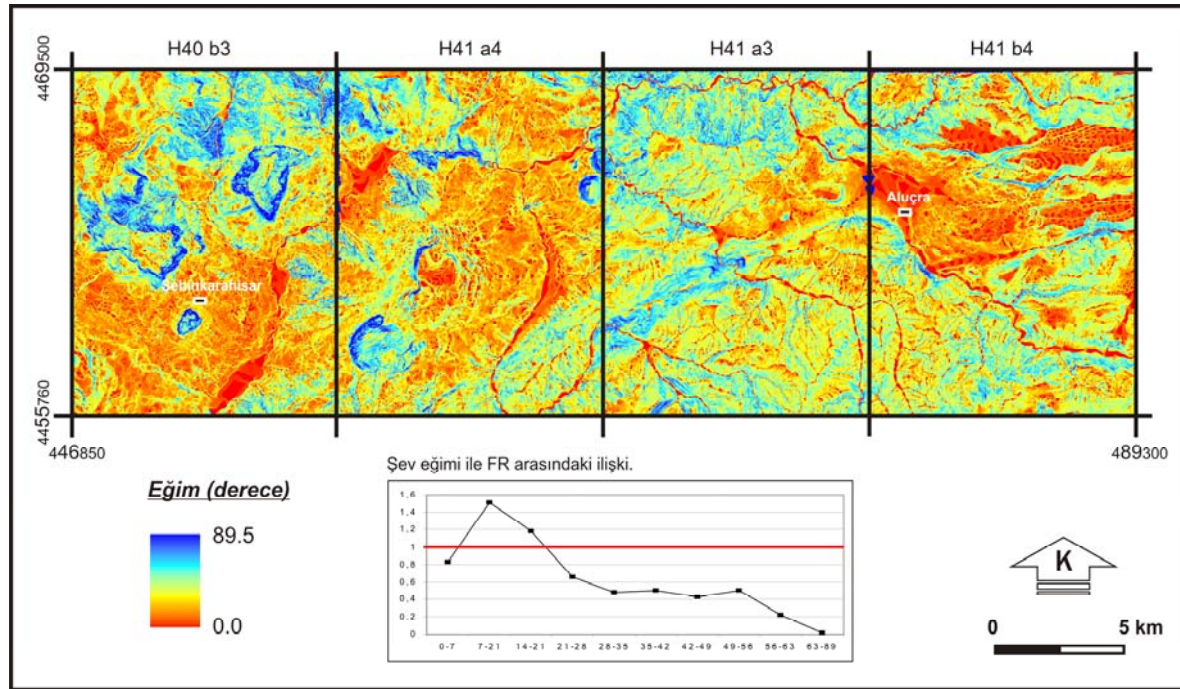 H40 b3 H41 a4 H41 a3 H41 b4
4469500
Aluçra
Şebinkarahisar
4455760
446850 489300
Şev eğimi ile FR arasındaki ilişki.
Eğim (derece)
89.5
0.0
1,6
1,4
1,2
1
0,8
0,6
0,4
0,2
0
0-7 7-21 14-21 21-28 28-35 35-42 42-49 49-56 56-63 63-89
K
0 5 km